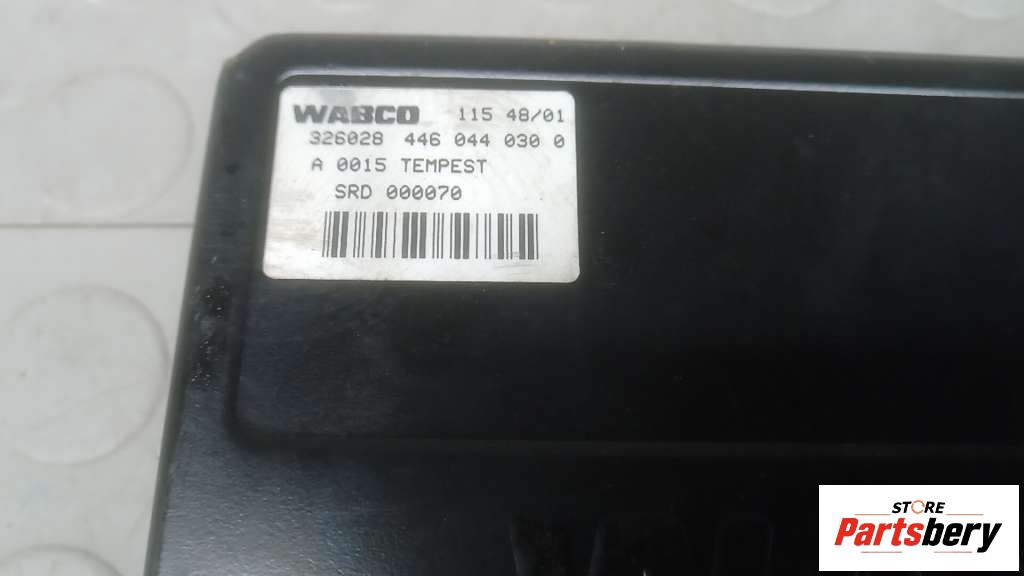 WABCO 115 48/01
326028 446 044 030 0
A 0015 TEMPEST
SRD 000070
STORE
Partsbery